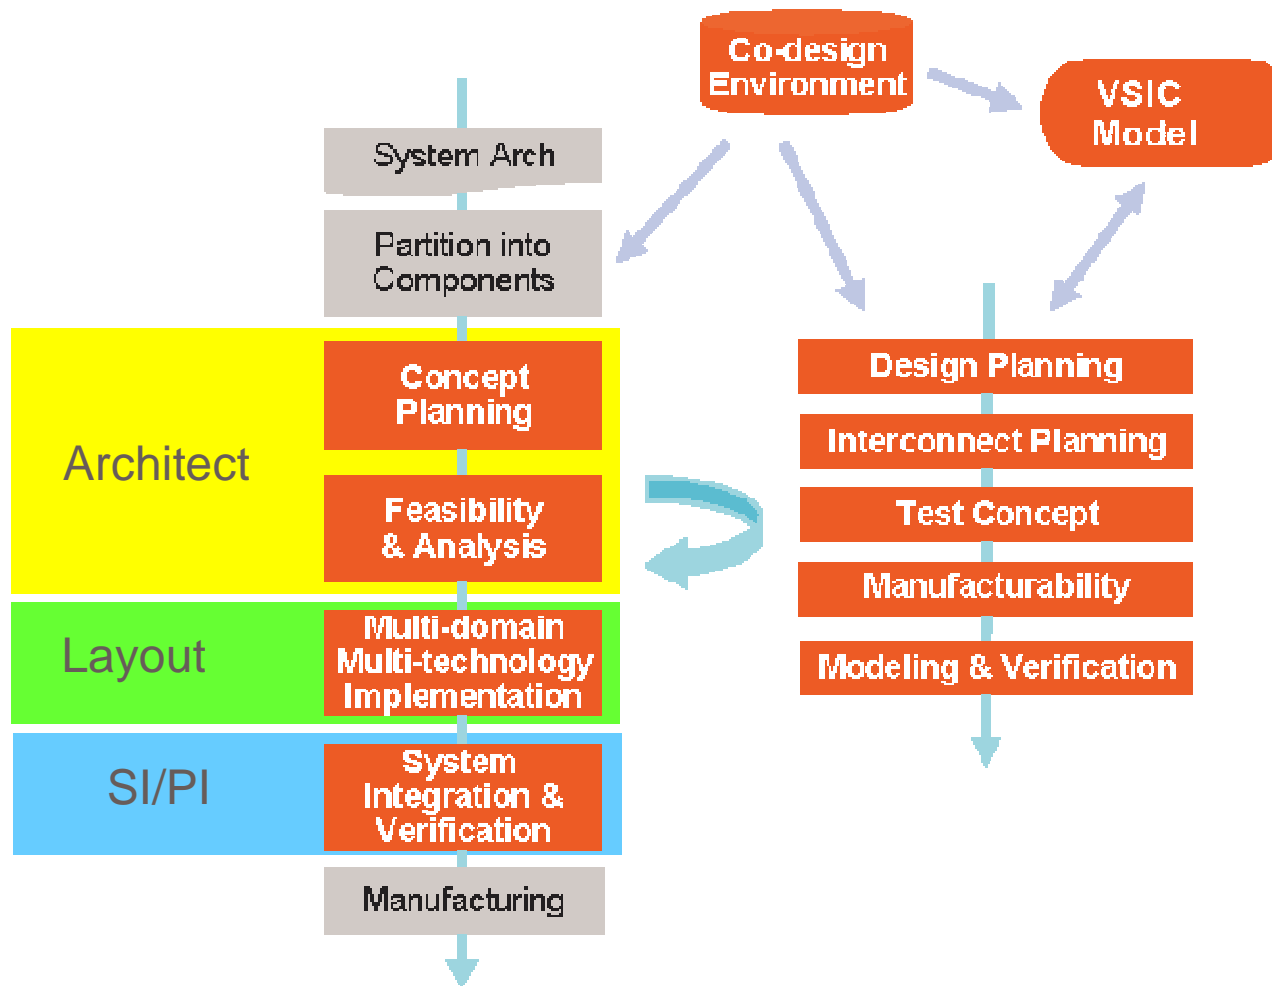 Co-design
Environment
VSIC
Model
System Arch
Partition into
Components
Architect
Concept
Planning
Feasibility
& Analysis
Layout
Multi-domain
Multi-technology
Implementation
SI/PI
System
Integration &
Verification
Manufacturing
Design Planning
Interconnect Planning
Test Concept
Manufacturability
Modeling & Verification